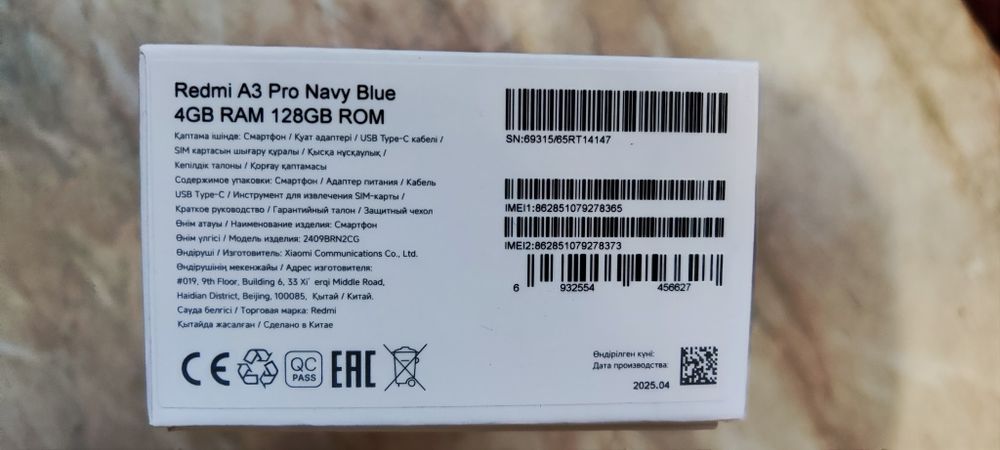 Redmi A3 Pro Navy Blue
4GB RAM 128GB ROM
Қаптама ішінде: Смартфон / Қуат адаптері / USB Type-C кабелі /
SIM картасын шығару құралы / Қысқа нұсқаулық /
Кепілдік талоны / Қорғау қаптамасы
Содержимое упаковки: Смартфон / Адаптер питания / Кабель
USB Type-C / Инструмент для извлечения SIM-карты /
Краткое руководство / Гарантийный талон / Защитный чехол
Өнім атауы / Наименование изделия: Смартфон
Өнім үлгісі / Модель изделия: 2409BRN2CG
Өндіруші / Изготовитель: Xiaomi Communications Co., Ltd.
Өндірушінің мекенжайы / Адрес изготовителя:
#019, 9th Floor, Building 6, 33 Xi' erqi Middle Road,
Haidian District, Beijing, 100085, Қытай / Китай.
Сауда белгісі / Торговая марка: Redmi
Қытайда жасалған / Сделано в Китае
CE
QC
PASS
EAC
SN:69315/65RT14147
IMEI1:862851079278365
IMEI2:862851079278373
6 932554 456627
Өндірілген күні:
Дата производства:
2025.04